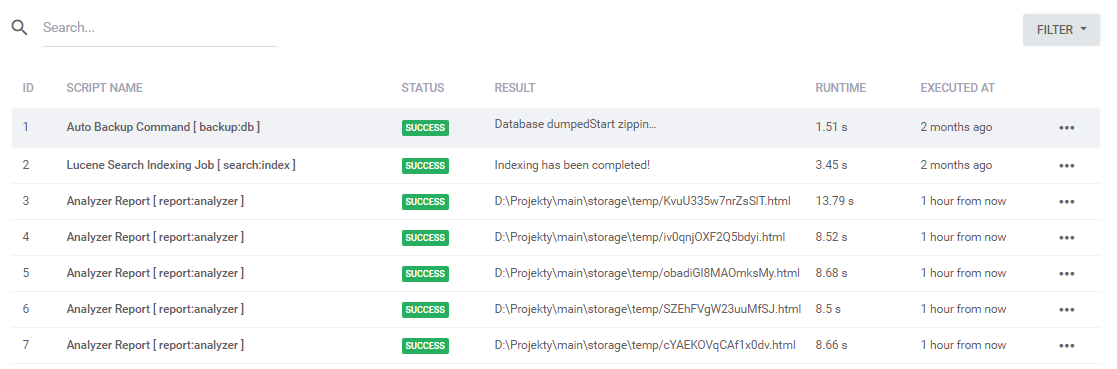 Search...
FILTER
ID SCRIPT NAME STATUS RESULT RUNTIME EXECUTED AT
1 Auto Backup Command [ backup:db ] SUCCESS Database dumpedStart zippin... 1.51 s 2 months ago
2 Lucene Search Indexing Job [ search:index ] SUCCESS Indexing has been completed! 3.45 s 2 months ago
3 Analyzer Report [ report:analyzer ] SUCCESS D:\Projekty\main\storage\temp/KvuU335w7nrZsSlT.html 13.79 s 1 hour from now
4 Analyzer Report [ report:analyzer ] SUCCESS D:\Projekty\main\storage\temp/iv0qnjOXF2Q5bdyi.html 8.52 s 1 hour from now
5 Analyzer Report [ report:analyzer ] SUCCESS D:\Projekty\main\storage\temp/obadiGl8MAOmksMy.html 8.68 s 1 hour from now
6 Analyzer Report [ report:analyzer ] SUCCESS D:\Projekty\main\storage\temp/SZEhFVgW23uuMfSJ.html 8.5 s 1 hour from now
7 Analyzer Report [ report:analyzer ] SUCCESS D:\Projekty\main\storage\temp/cYAEKOVqCAf1x0dv.html 8.66 s 1 hour from now